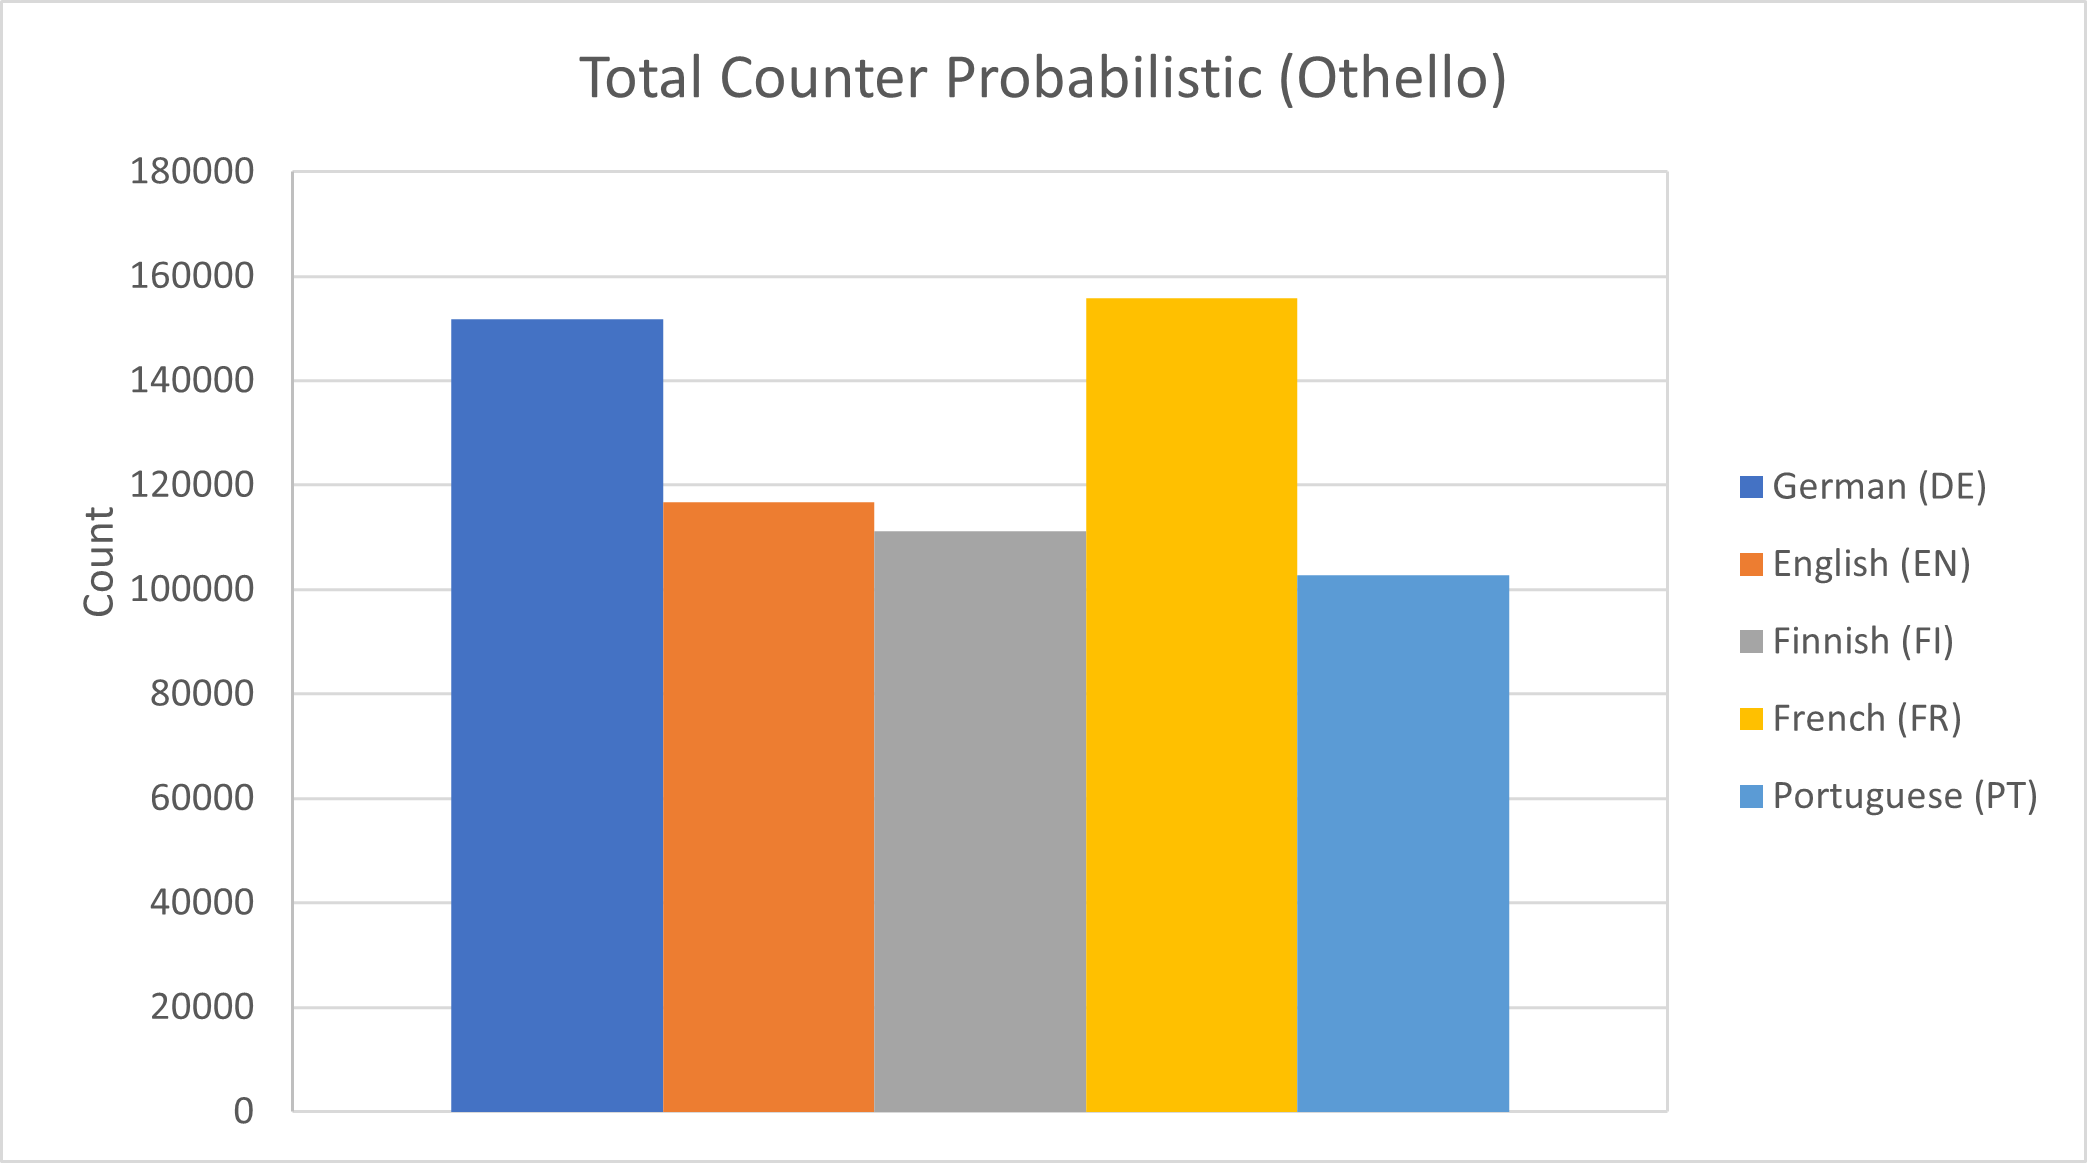 Total Counter Probabilistic (Othello)
180000
160000
140000
120000
100000
80000
60000
40000
20000
0
Count
German (DE)
English (EN)
Finnish (FI)
French (FR)
Portuguese (PT)